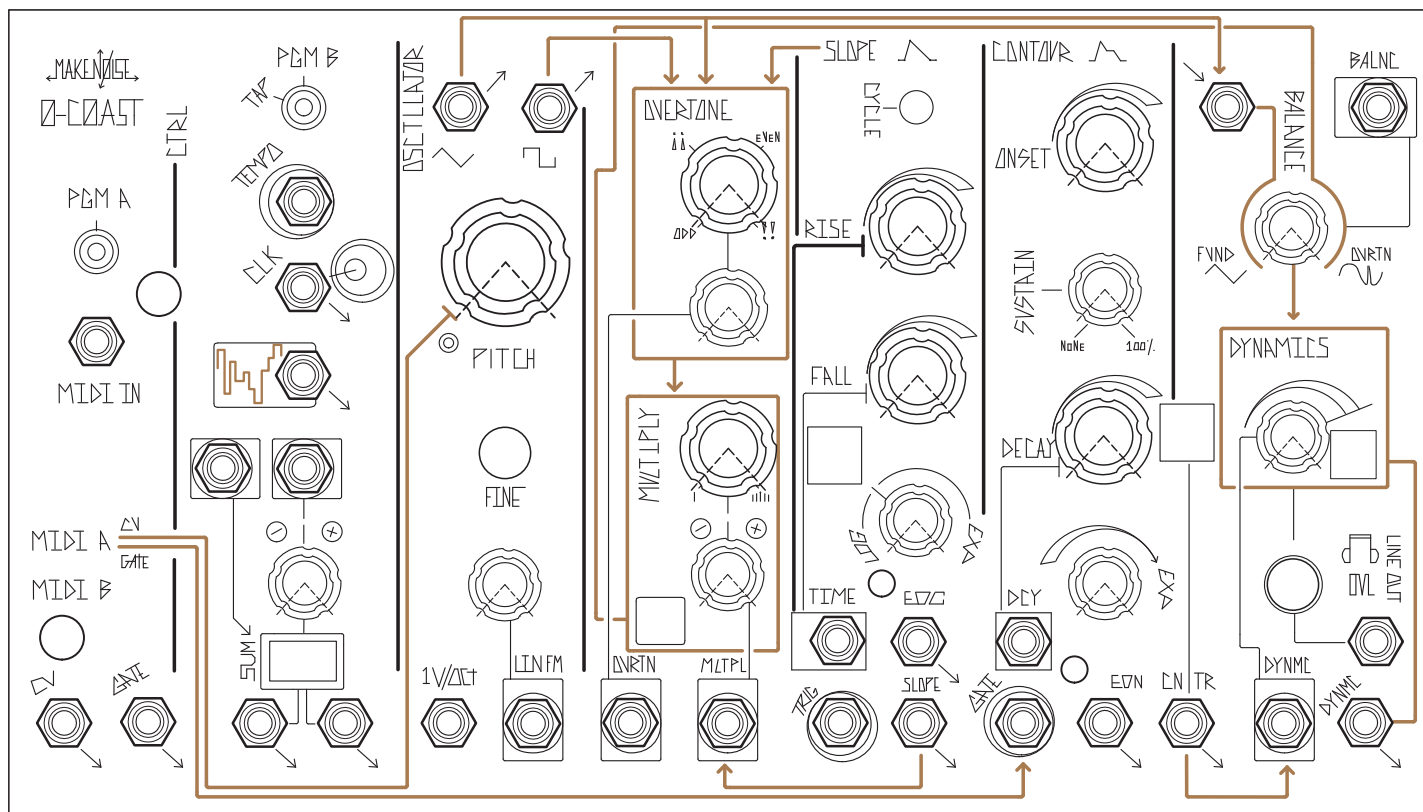 MAKENOISE
0-COAST
CTRL
PGM A
MIDI IN
MIDI A
CV
GATE
MIDI B
CV
GATE
PGM B
TAP
TEMPO
CLK
SUM
OSCILLATOR
PITCH
FINE
1V/OCT
LIN FM
OVERTONE
¡¡
EVEN
ODD
!!
MULTIPLY
OVRTN
MLTPL
SLOPE
CYCLE
RISE
FALL
LOG
EXP
TIME
EOC
TRIG
SLOPE
CONTOUR
ONSET
SUSTAIN
NONE
100%
DECAY
EXP
DCY
GATE
EON
CNTR
BALANCE
BALNC
FUND
OVRTN
DYNAMICS
LINE OUT
OVL
DYNMC
DYNMC